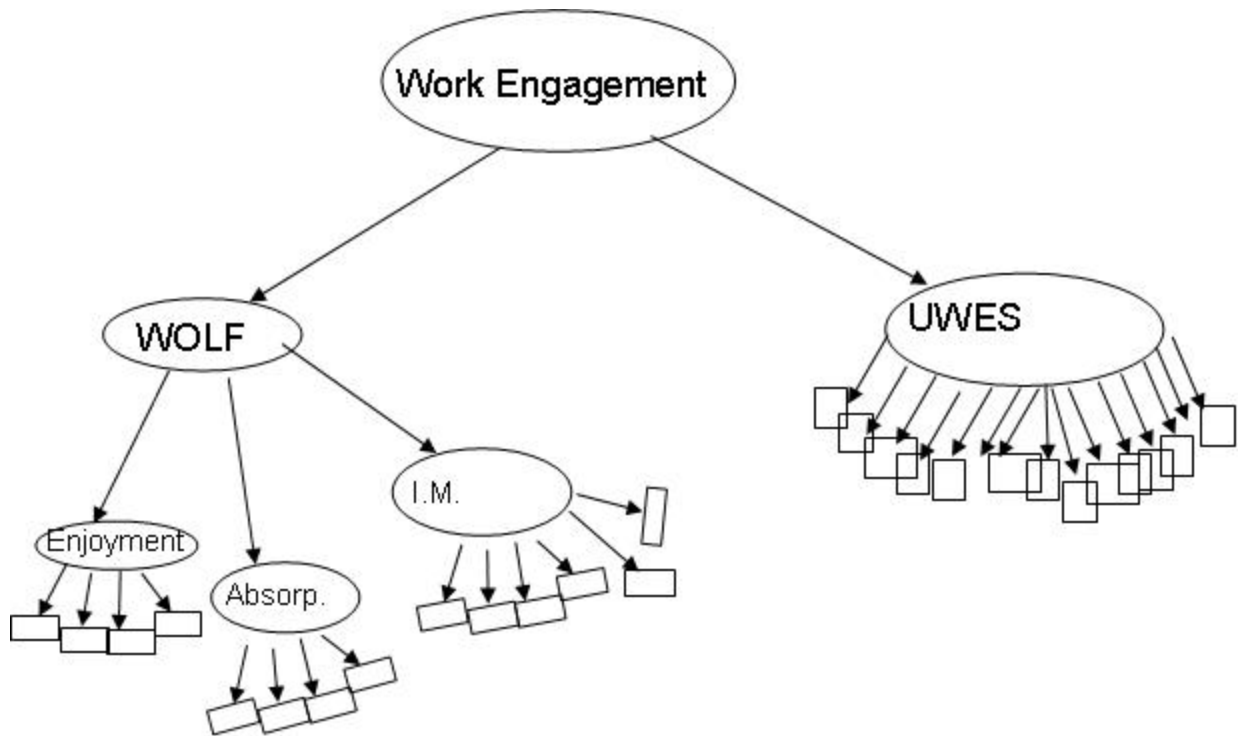 Work Engagement
WOLF
UWES
I.M.
Enjoyment
Absorp.